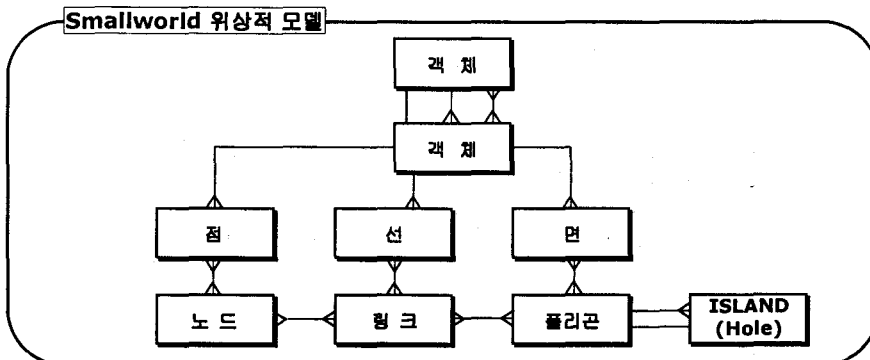 Smallworld 위상적 모델
객 체
객 체
점
선
면
노 드
링 크
폴리곤
ISLAND
(Hole)